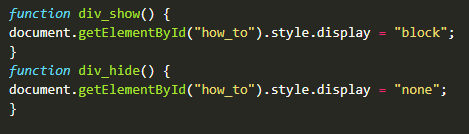 function div_show() {
document.getElementById("how_to").style.display = "block";
}
function div_hide() {
document.getElementById("how_to").style.display = "none";
}